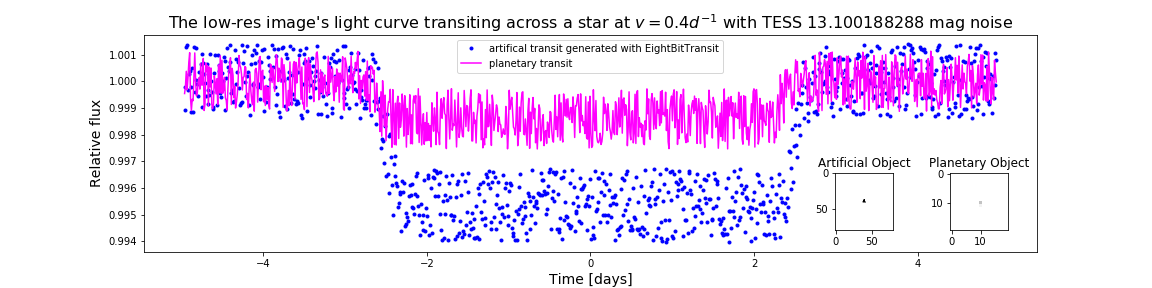 The low-res image's light curve transiting across a star at v = 0.4d⁻¹ with TESS 13.100188288 mag noise
artifical transit generated with EightBitTransit
planetary transit
Relative flux
1.001
1.000
0.999
0.998
0.997
0.996
0.995
0.994
Artificial Object
0
50
0 50
Planetary Object
0
10
0 10
−4 −2 0 2 4
Time [days]